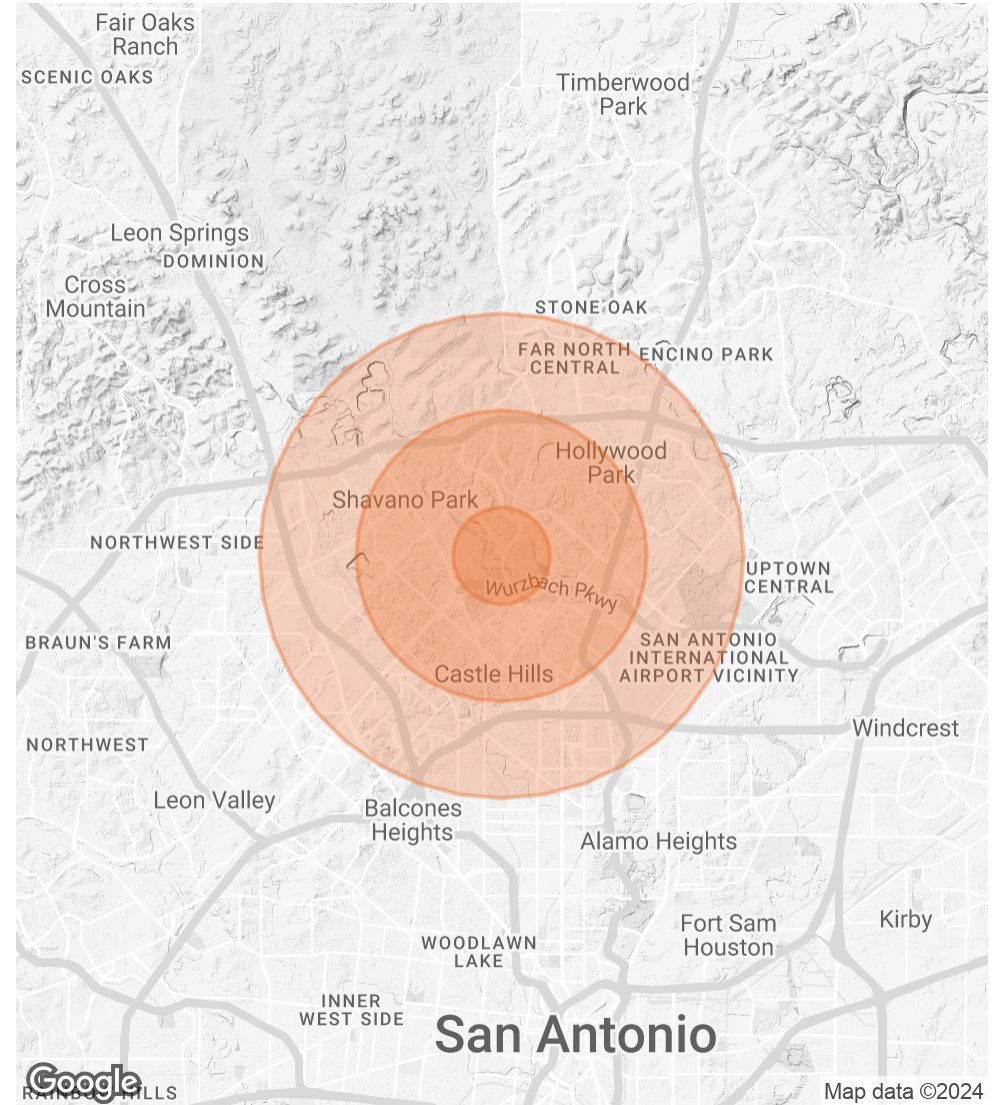 Fair Oaks
Ranch
SCENIC OAKS
Timberwood
Park
Leon Springs
DOMINION
Cross
Mountain
STONE OAK
FAR NORTH
CENTRAL
ENCINO PARK
Hollywood
Park
Shavano Park
NORTHWEST SIDE
UPTOWN
CENTRAL
Wurzbach Pkwy
BRAUN'S FARM
SAN ANTONIO
INTERNATIONAL
AIRPORT VICINITY
Castle Hills
Windcrest
NORTHWEST
Leon Valley
Balcones
Heights
Alamo Heights
Fort Sam
Houston
Kirby
WOODLAWN
LAKE
INNER
WEST SIDE
San Antonio
Google
RAINBOW HILLS
Map data ©2024